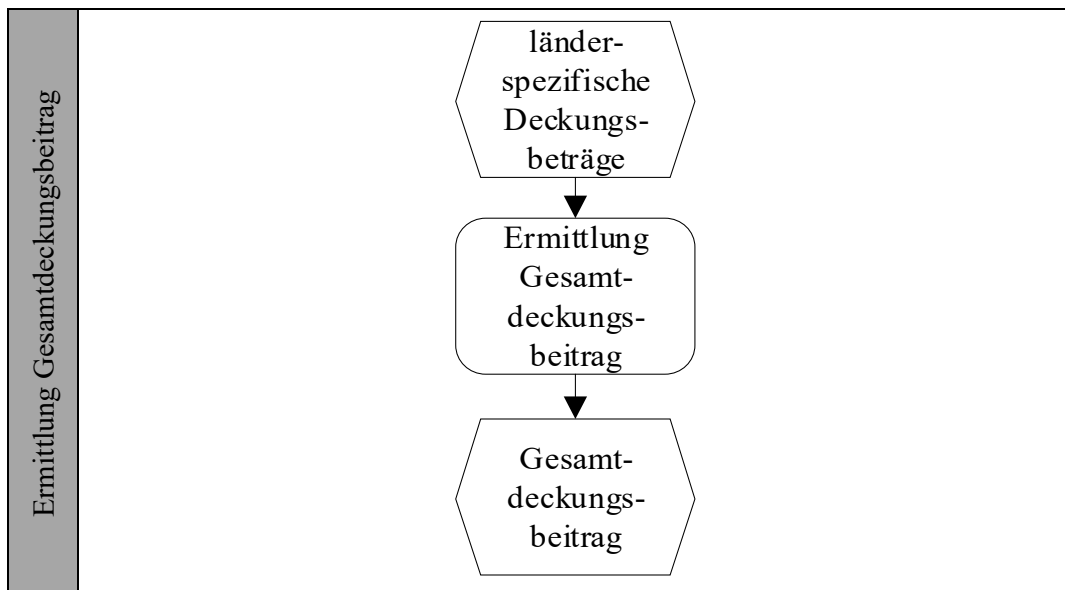 Ermittlung Gesamtdeckungsbeitrag
länder-
spezifische
Deckungs-
beträge
Ermittlung
Gesamt-
deckungs-
beitrag
Gesamt-
deckungs-
beitrag